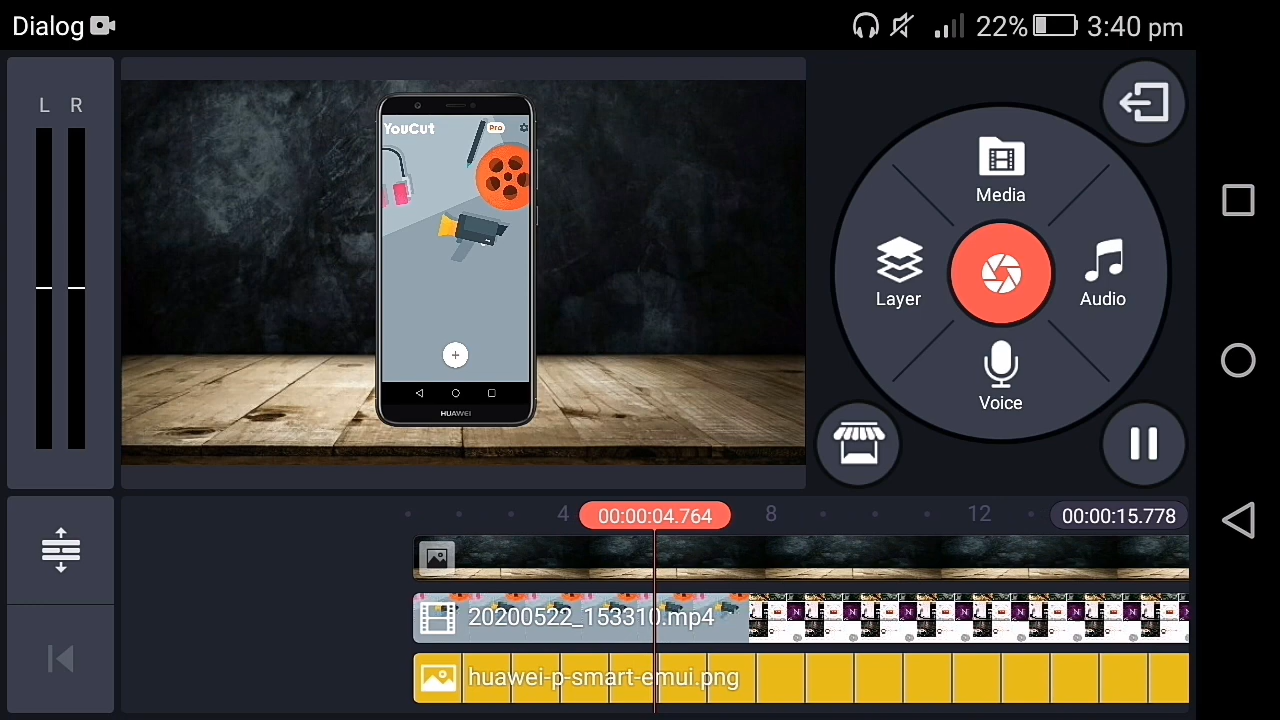 Dialog
22%
3:40 pm
L R
YouCut
Pro
HUAWEI
Media
Layer
Audio
Voice
4
00:00:04.764
8
12
00:00:15.778
20200522_153310.mp4
huawei-p-smart-emui.png